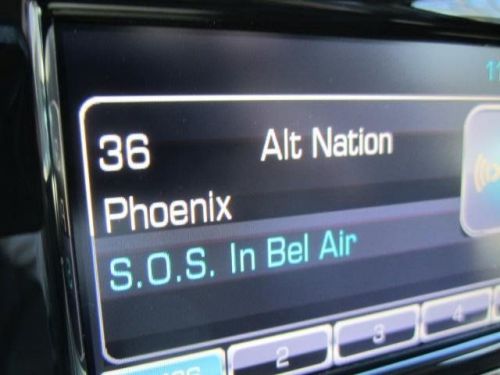 36 Alt Nation
Phoenix
S.O.S. In Bel Air
2 3 4